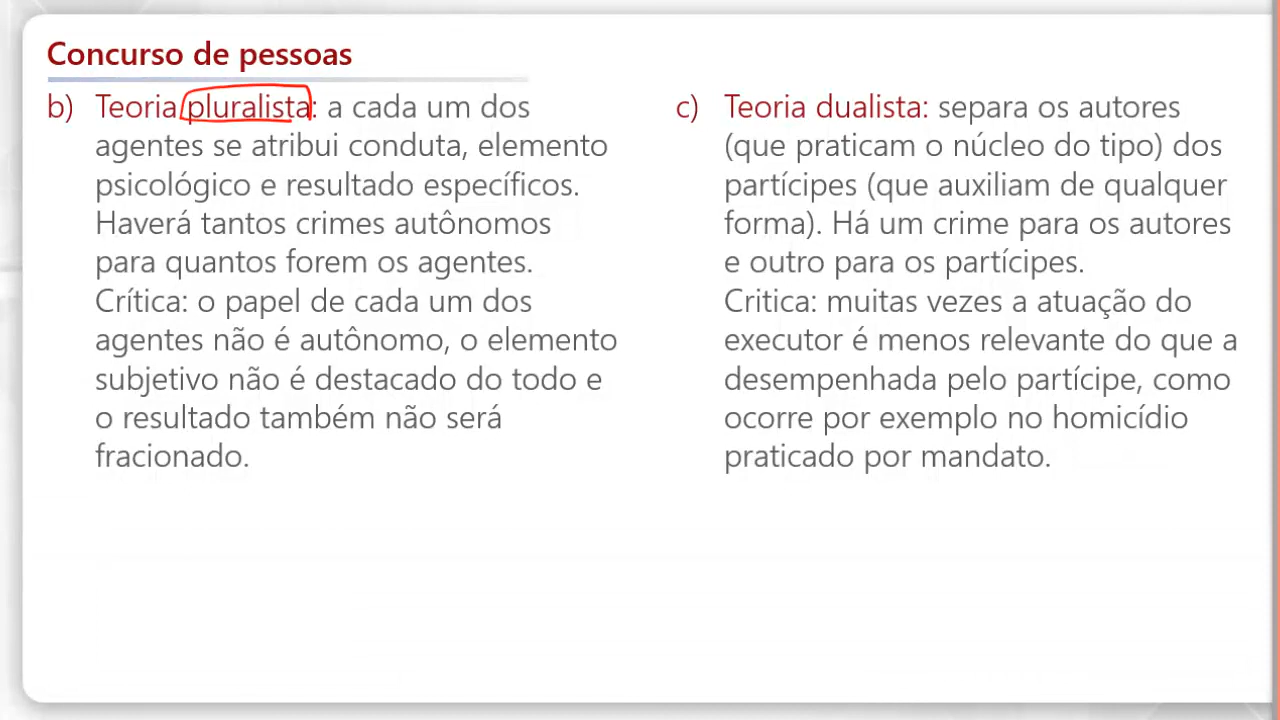 Concurso de pessoas
b) Teoria pluralista: a cada um dos
agentes se atribui conduta, elemento
psicológico e resultado específicos.
Haverá tantos crimes autônomos
para quantos forem os agentes.
Crítica: o papel de cada um dos
agentes não é autônomo, o elemento
subjetivo não é destacado do todo e
o resultado também não será
fracionado.
c) Teoria dualista: separa os autores
(que praticam o núcleo do tipo) dos
partícipes (que auxiliam de qualquer
forma). Há um crime para os autores
e outro para os partícipes.
Critica: muitas vezes a atuação do
executor é menos relevante do que a
desempenhada pelo partícipe, como
ocorre por exemplo no homicídio
praticado por mandato.